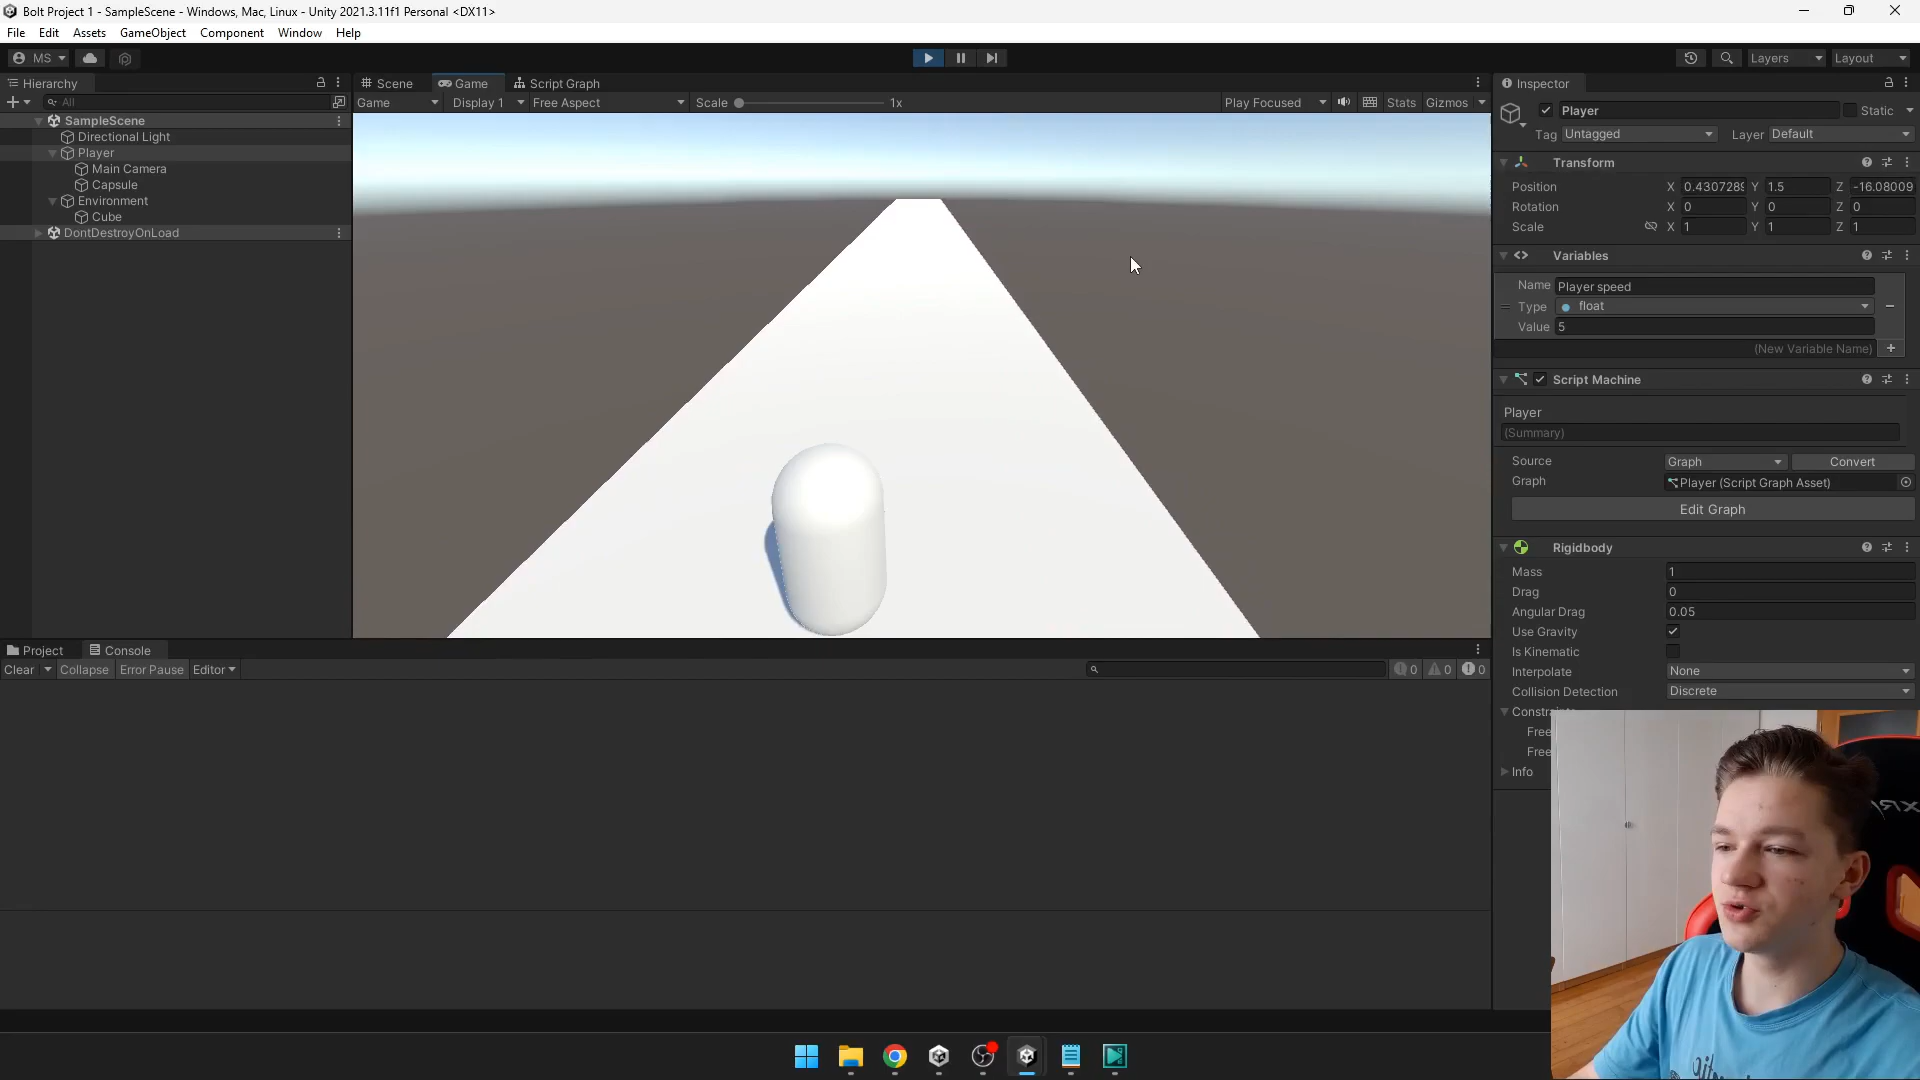 Bolt Project 1 - SampleScene - Windows, Mac, Linux - Unity 2021.3.11f1 Personal <DX11>
File Edit Assets GameObject Component Window Help
MS Layers Layout
Hierarchy Scene Game Script Graph Inspector
All Game Display 1 Free Aspect Scale 1x Play Focused Stats Gizmos Player Static
SampleScene
Directional Light
Player
Main Camera
Capsule
Environment
Cube
DontDestroyOnLoad
Tag Untagged Layer Default
Transform
Position X 0.430728 Y 1.5 Z -16.08009
Rotation X 0 Y 0 Z 0
Scale X 1 Y 1 Z 1
Variables
Name Player speed
Type float
Value 5
(New Variable Name)
Script Machine
Player
(Summary)
Source Graph Convert
Graph Player (Script Graph Asset)
Edit Graph
Rigidbody
Mass 1
Drag 0
Angular Drag 0.05
Use Gravity
Is Kinematic
Interpolate None
Collision Detection Discrete
Free
Free
Info
Project Console
Clear Collapse Error Pause Editor 0 0 0